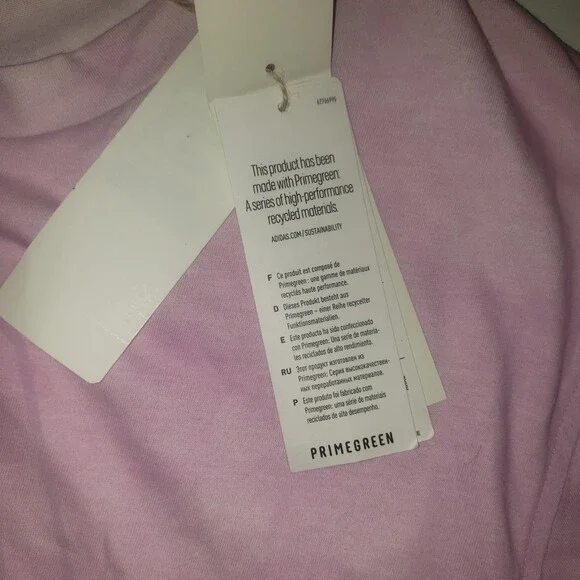 67746995
This product has been
made with Primegreen:
A series of high-performance
recycled materials.
ADIDAS.COM/SUSTAINABILITY
F Ce produit est composé de
Primegreen : une gamme de matériaux
recyclés haute performance.
D Dieses Produkt besteht aus
Primegreen – einer Reihe recycelter
Funktionsmaterialien.
E Este producto ha sido confeccionado
con Primegreen: Una serie de materia-
les reciclados de alto rendimiento.
RU Этот продукт изготовлен из
Primegreen: Серия высококачествен-
ных переработанных материалов.
P Este produto foi fabricado com
Primegreen: uma série de materiais
reciclados de alto desempenho.
PRIMEGREEN